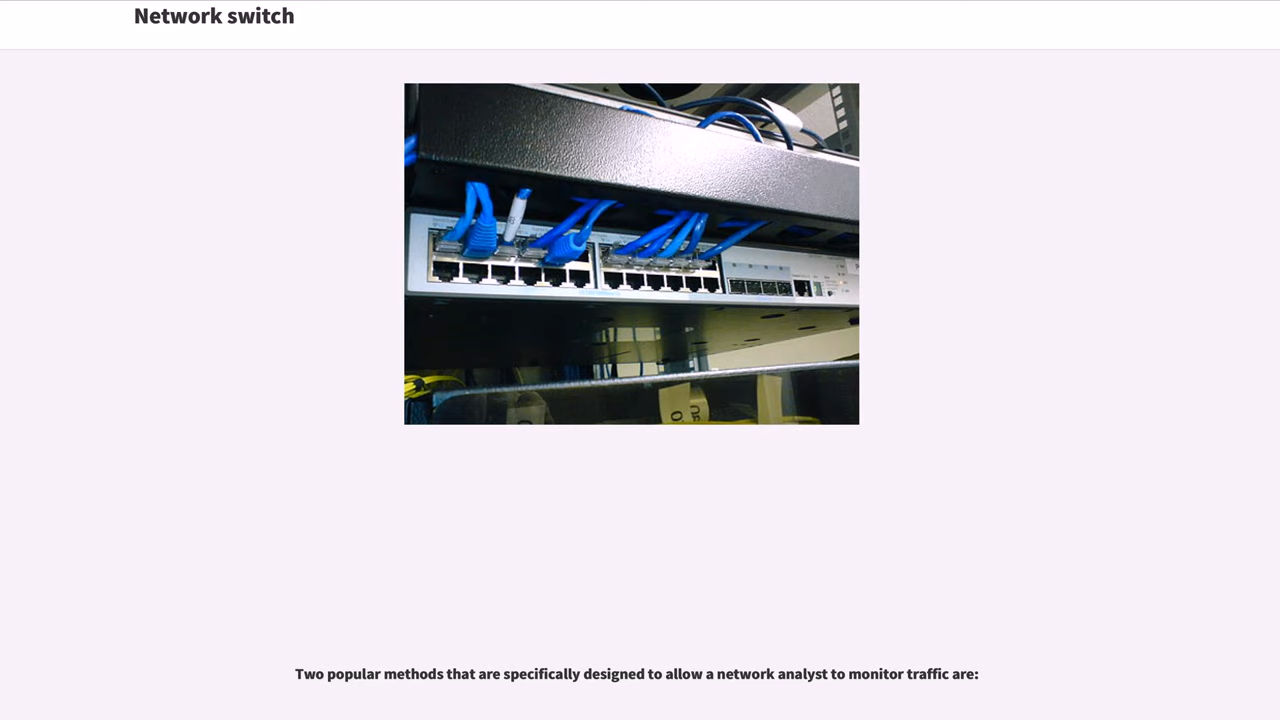 Network switch
Two popular methods that are specifically designed to allow a network analyst to monitor traffic are: